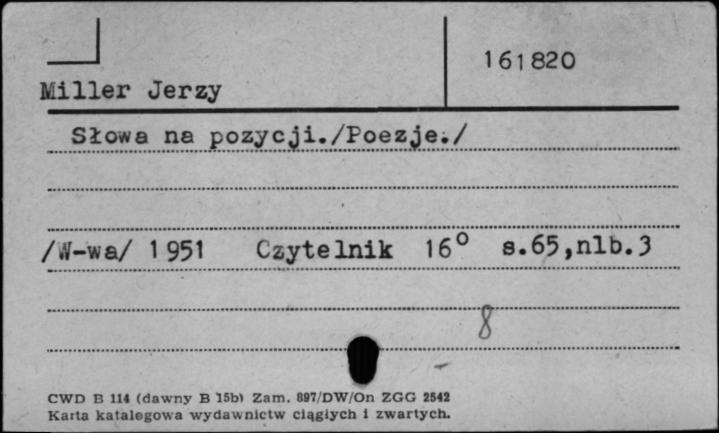 161820
Miller Jerzy
Słowa na pozycji./Poezje./
/W-wa/ 1951 Czytelnik 16° s.65,nlb.3
8
CWD B 114 (dawny B 15b) Zam. 897/DW/On ZGG 2542
Karta katalogowa wydawnictw ciągłych i zwartych.